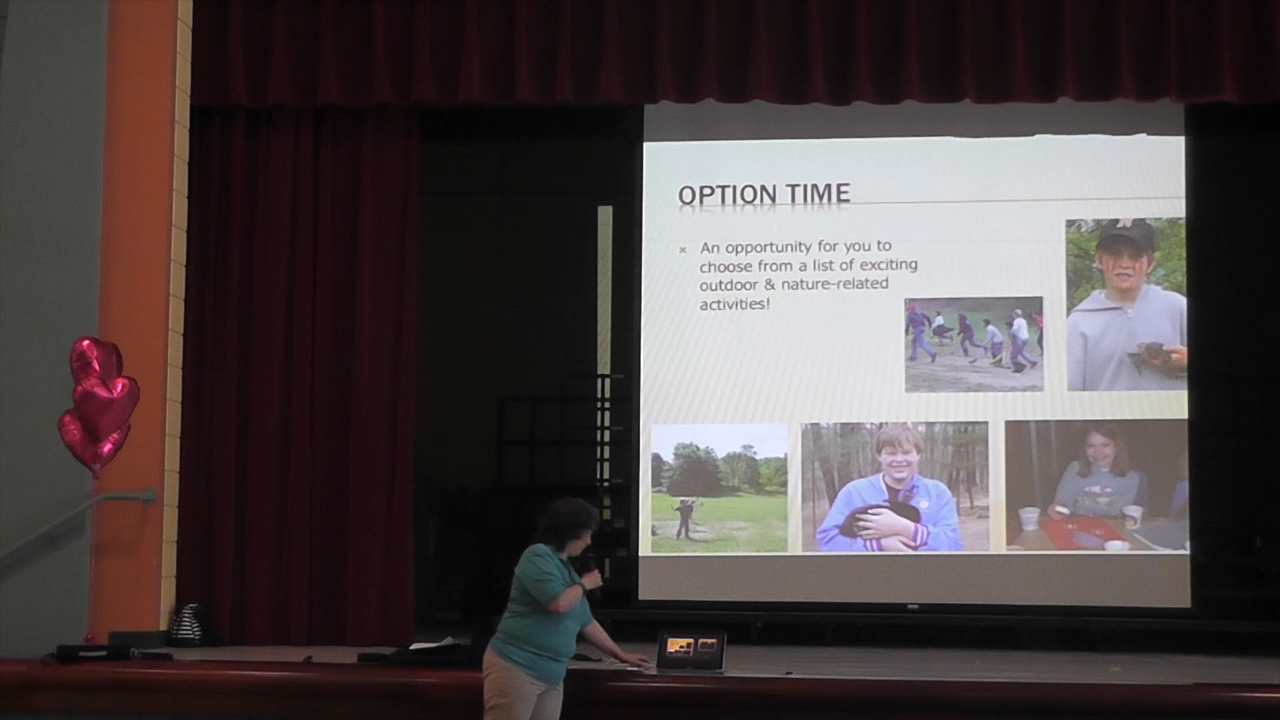 OPTION TIME
× An opportunity for you to
choose from a list of exciting
outdoor & nature-related
activities!